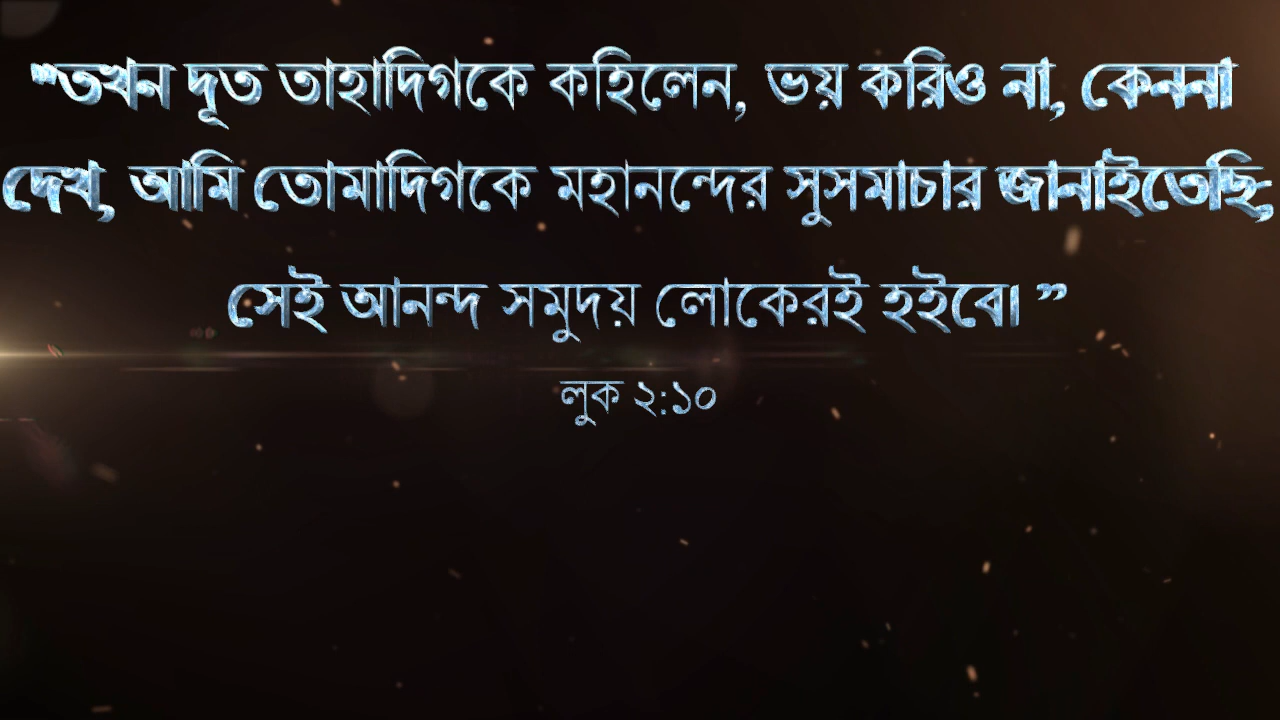 "তখন দূত তাহাদিগকে কহিলেন, ভয় করিও না, কেননা
দেখ, আমি তোমাদিগকে মহানন্দের সুসমাচার জানাইতেছি;
সেই আনন্দ সমুদয় লোকেরই হইবে। ”
লুক ২:১০